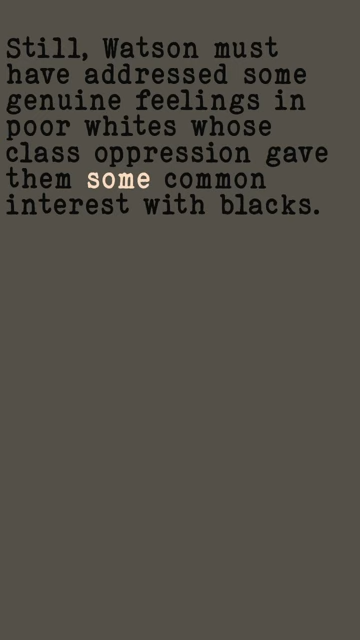 Still, Watson must
have addressed some
genuine feelings in
poor whites whose
class oppression gave
them some common
interest with blacks.